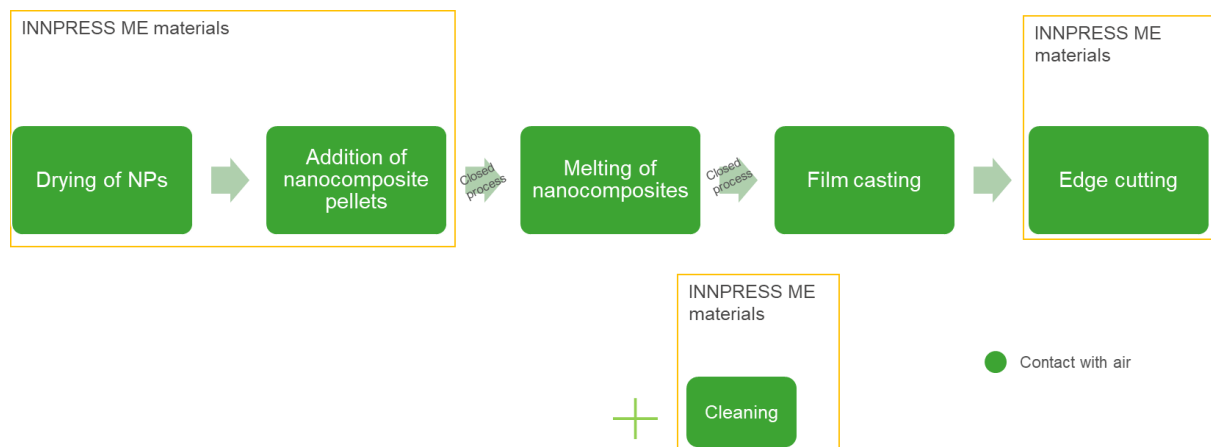 INNPRESS ME materials
INNPRESS ME
materials
Drying of NPs
Addition of
nanocomposite
pellets
Closed
process
Melting of
nanocomposites
Closed
process
Film casting
Edge cutting
INNPRESS ME
materials
Contact with air
Cleaning